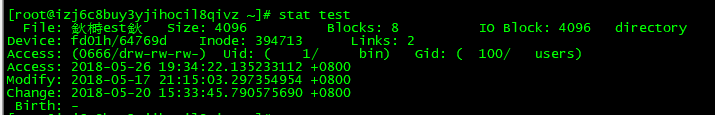 [root@izj6c8buy3yjihocil8qivz ~]# stat test
File: 欽榯est欽 Size: 4096 Blocks: 8 IO Block: 4096 directory
Device: fd01h/64769d Inode: 394713 Links: 2
Access: (0666/drw-rw-rw-) Uid: ( 1/ bin) Gid: ( 100/ users)
Access: 2018-05-26 19:34:22.135233112 +0800
Modify: 2018-05-17 21:15:03.297354954 +0800
Change: 2018-05-20 15:33:45.790575690 +0800
Birth: -